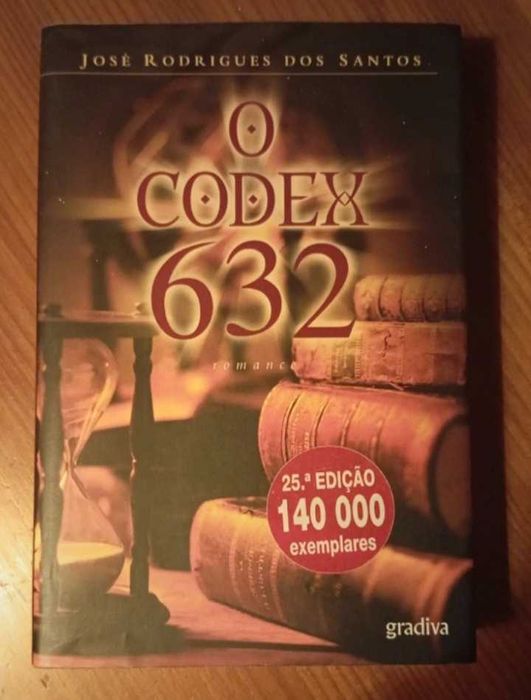 JOSÉ RODRIGUES DOS SANTOS
O
CODEX
632
romance
25.ª EDIÇÃO
140 000
exemplares
gradiva